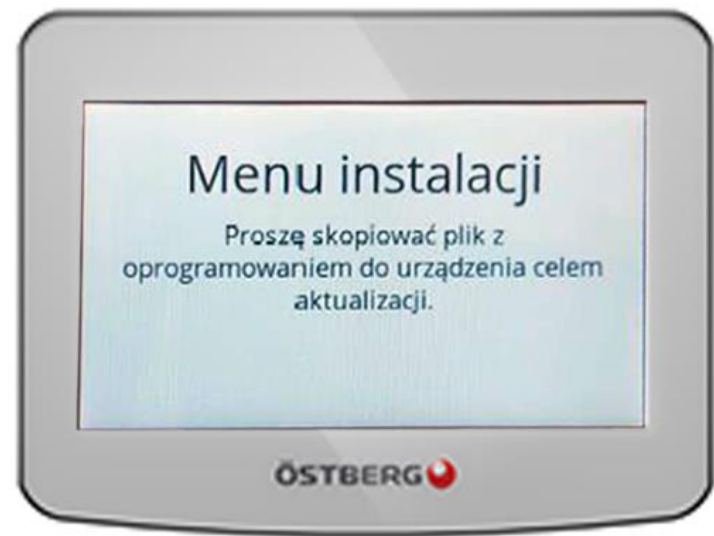 Menu instalacji
Proszę skopiować plik z
oprogramowaniem do urządzenia celem
aktualizacji.
ÖSTBERG